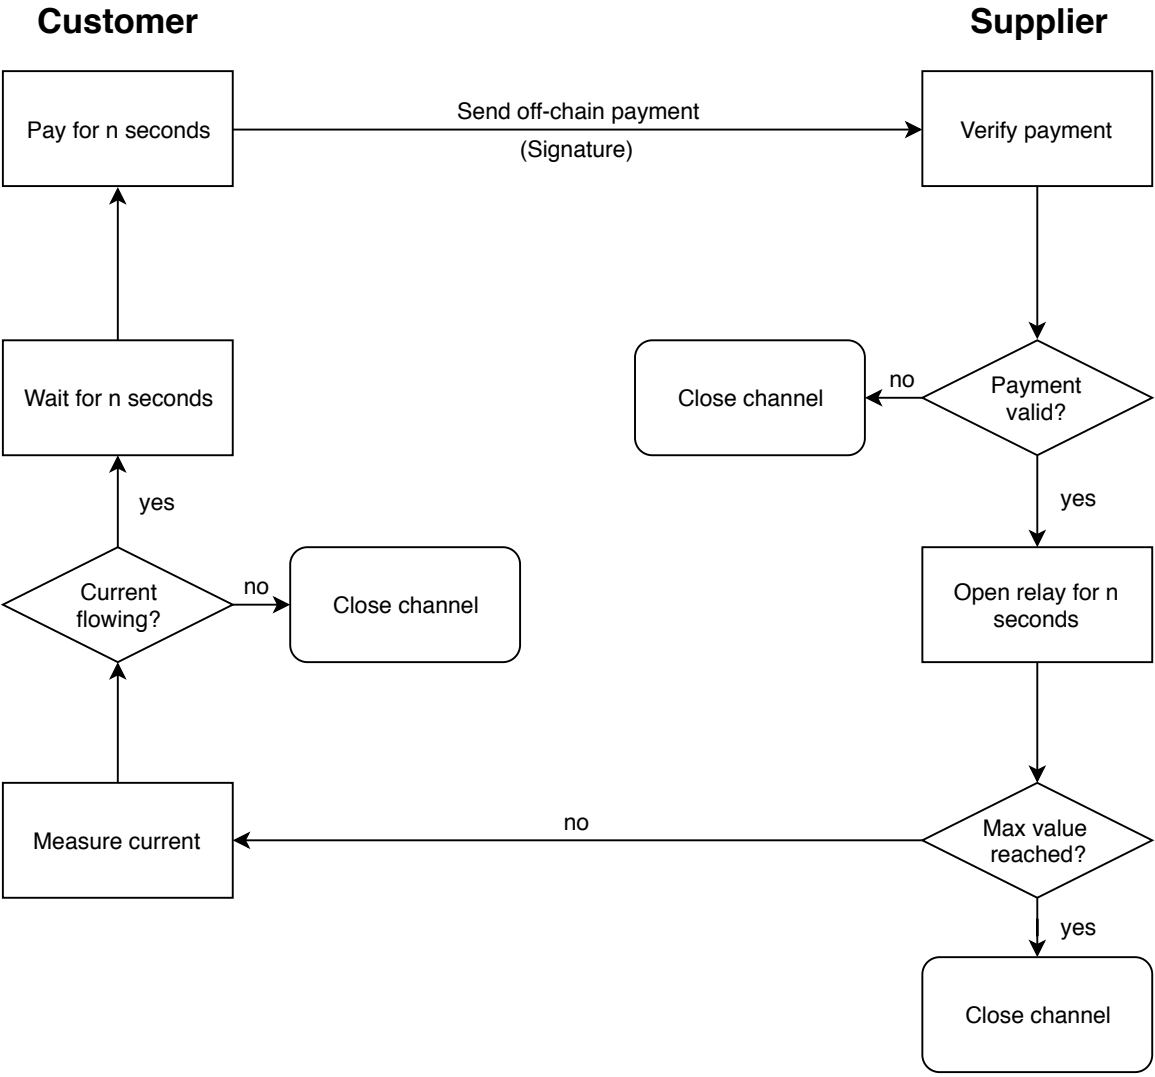 Customer
Supplier
Pay for n seconds
Send off-chain payment
(Signature)
Verify payment
Wait for n seconds
Close channel
no
Payment
valid?
yes
yes
Current
flowing?
no
Close channel
Open relay for n
seconds
Measure current
no
Max value
reached?
yes
Close channel